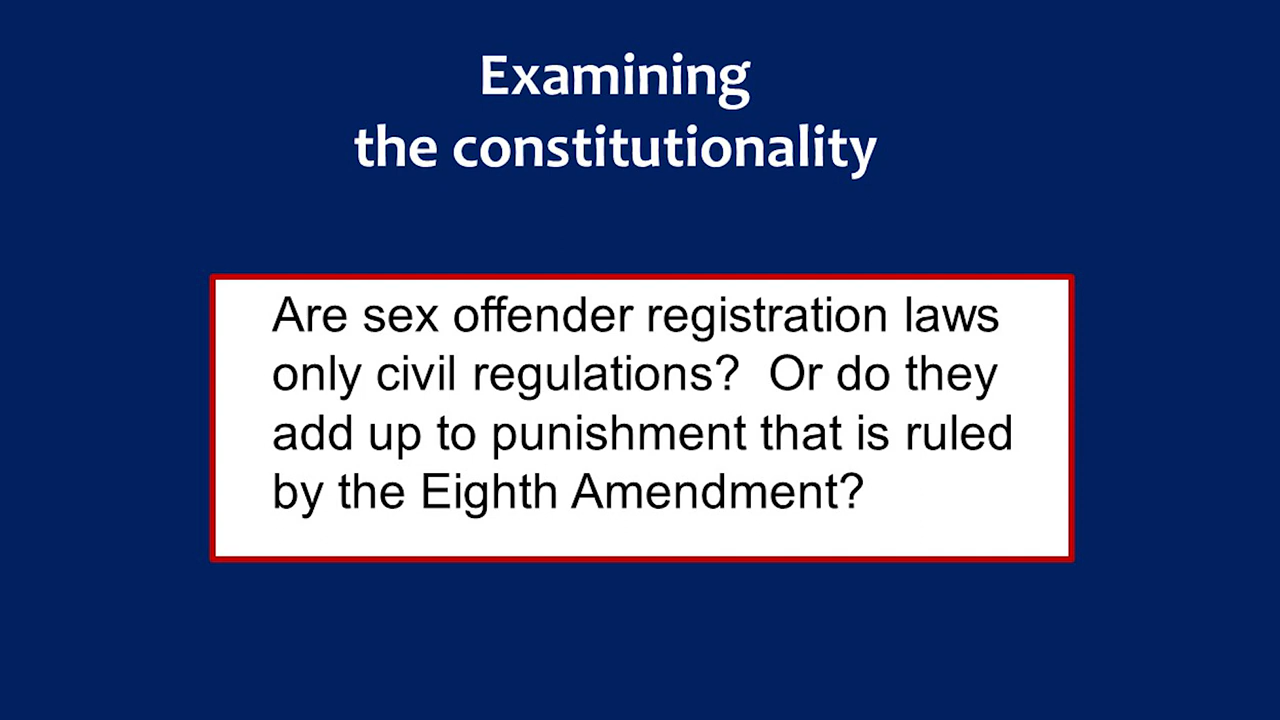 Examining
the constitutionality
Are sex offender registration laws
only civil regulations?  Or do they
add up to punishment that is ruled
by the Eighth Amendment?